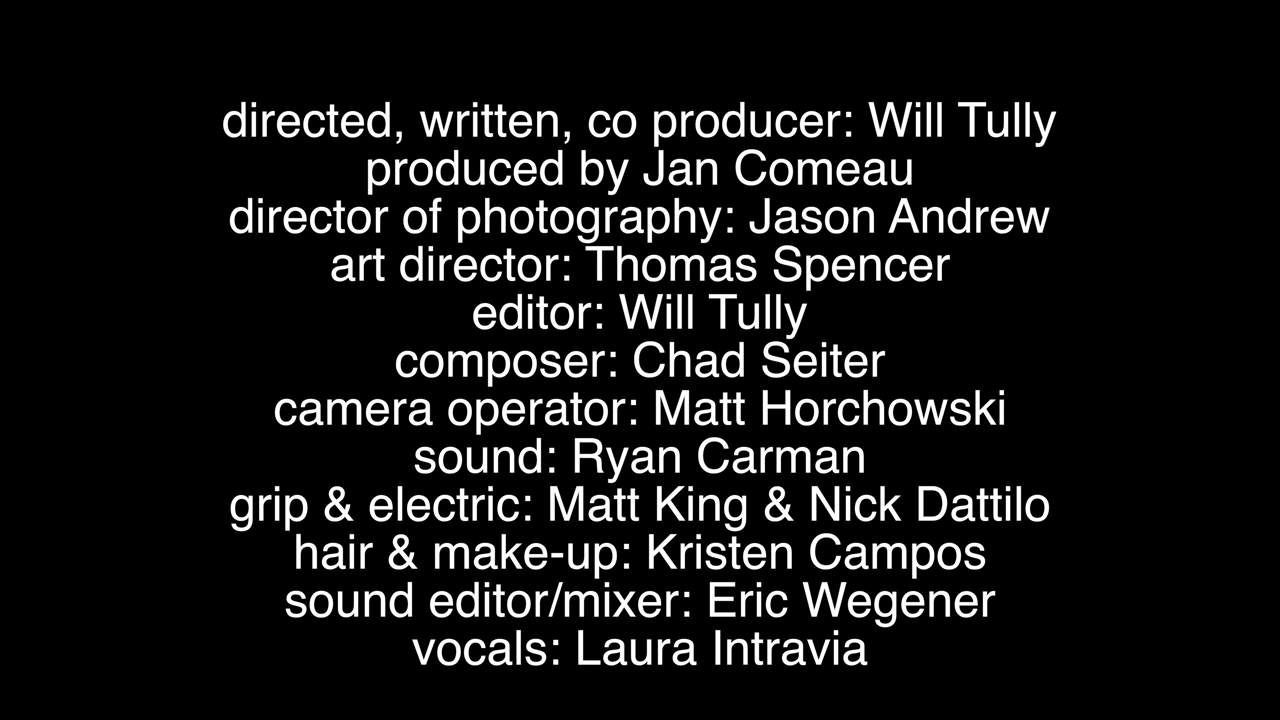 directed, written, co producer: Will Tully
produced by Jan Comeau
director of photography: Jason Andrew
art director: Thomas Spencer
editor: Will Tully
composer: Chad Seiter
camera operator: Matt Horchowski
sound: Ryan Carman
grip & electric: Matt King & Nick Dattilo
hair & make-up: Kristen Campos
sound editor/mixer: Eric Wegener
vocals: Laura Intravia